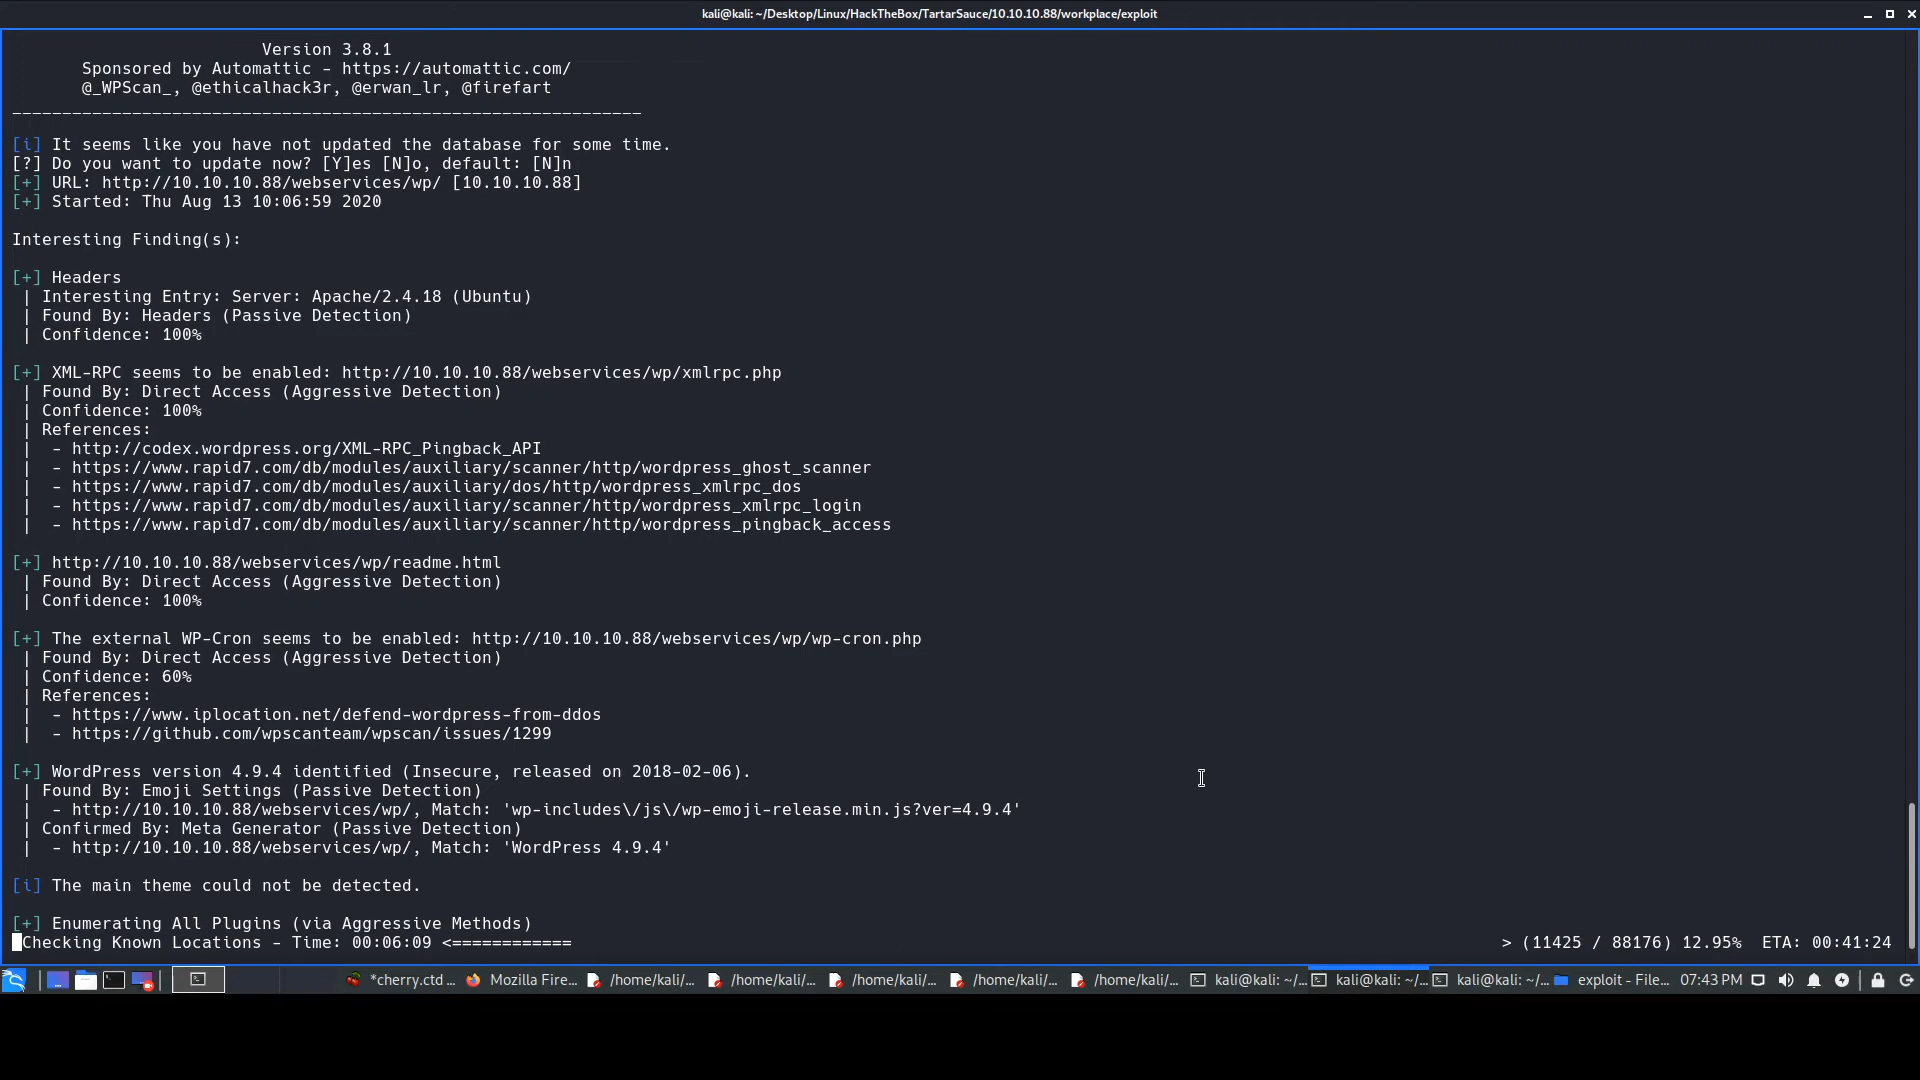 kali@kali: ~/Desktop/Linux/HackTheBox/TartarSauce/10.10.10.88/workplace/exploit
Version 3.8.1
Sponsored by Automattic - https://automattic.com/
@_WPScan_, @ethicalhack3r, @erwan_lr, @firefart
_______________________________________________________________
[i] It seems like you have not updated the database for some time.
[?] Do you want to update now? [Y]es [N]o, default: [N]n
[+] URL: http://10.10.10.88/webservices/wp/ [10.10.10.88]
[+] Started: Thu Aug 13 10:06:59 2020
Interesting Finding(s):
[+] Headers
| Interesting Entry: Server: Apache/2.4.18 (Ubuntu)
| Found By: Headers (Passive Detection)
| Confidence: 100%
[+] XML-RPC seems to be enabled: http://10.10.10.88/webservices/wp/xmlrpc.php
| Found By: Direct Access (Aggressive Detection)
| Confidence: 100%
| References:
|  - http://codex.wordpress.org/XML-RPC_Pingback_API
|  - https://www.rapid7.com/db/modules/auxiliary/scanner/http/wordpress_ghost_scanner
|  - https://www.rapid7.com/db/modules/auxiliary/dos/http/wordpress_xmlrpc_dos
|  - https://www.rapid7.com/db/modules/auxiliary/scanner/http/wordpress_xmlrpc_login
|  - https://www.rapid7.com/db/modules/auxiliary/scanner/http/wordpress_pingback_access
[+] http://10.10.10.88/webservices/wp/readme.html
| Found By: Direct Access (Aggressive Detection)
| Confidence: 100%
[+] The external WP-Cron seems to be enabled: http://10.10.10.88/webservices/wp/wp-cron.php
| Found By: Direct Access (Aggressive Detection)
| Confidence: 60%
| References:
|  - https://www.iplocation.net/defend-wordpress-from-ddos
|  - https://github.com/wpscanteam/wpscan/issues/1299
[+] WordPress version 4.9.4 identified (Insecure, released on 2018-02-06).
| Found By: Emoji Settings (Passive Detection)
|  - http://10.10.10.88/webservices/wp/, Match: 'wp-includes\/js\/wp-emoji-release.min.js?ver=4.9.4'
| Confirmed By: Meta Generator (Passive Detection)
|  - http://10.10.10.88/webservices/wp/, Match: 'WordPress 4.9.4'
[i] The main theme could not be detected.
[+] Enumerating All Plugins (via Aggressive Methods)
Checking Known Locations - Time: 00:06:09 <============ > (11425 / 88176) 12.95%  ETA: 00:41:24
*cherry.ctd ... Mozilla Fire... /home/kali/... /home/kali/... /home/kali/... /home/kali/... /home/kali/... kali@kali: ~/... kali@kali: ~/... kali@kali: ~/... exploit - File... 07:43 PM